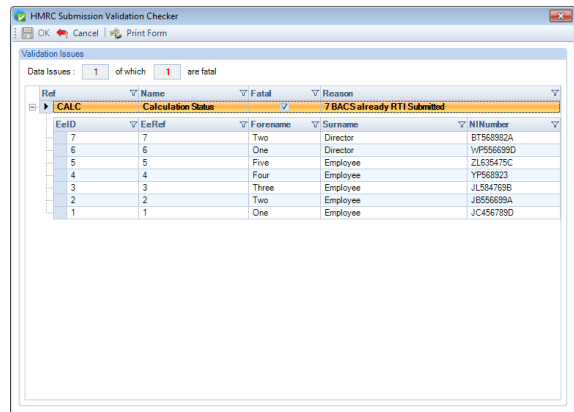 HMRC Submission Validation Checker
OK Cancel Print Form
Validation Issues
Data Issues : 1 of which 1 are fatal
Ref Name Fatal Reason
CALC Calculation Status 7 BACS already RTI Submitted
EeID EeRef Forename Surname NINumber
7 7 Two Director BT568982A
6 6 One Director WP556699D
5 5 Five Employee ZL635475C
4 4 Four Employee YP568923
3 3 Three Employee JL584769B
2 2 Two Employee JB556699A
1 1 One Employee JC456789D